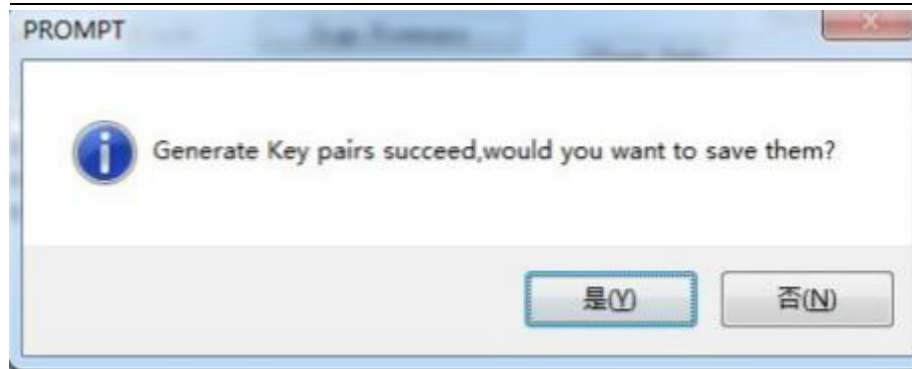 PROMPT
Generate Key pairs succeed,would you want to save them?
是(Y)
否(N)